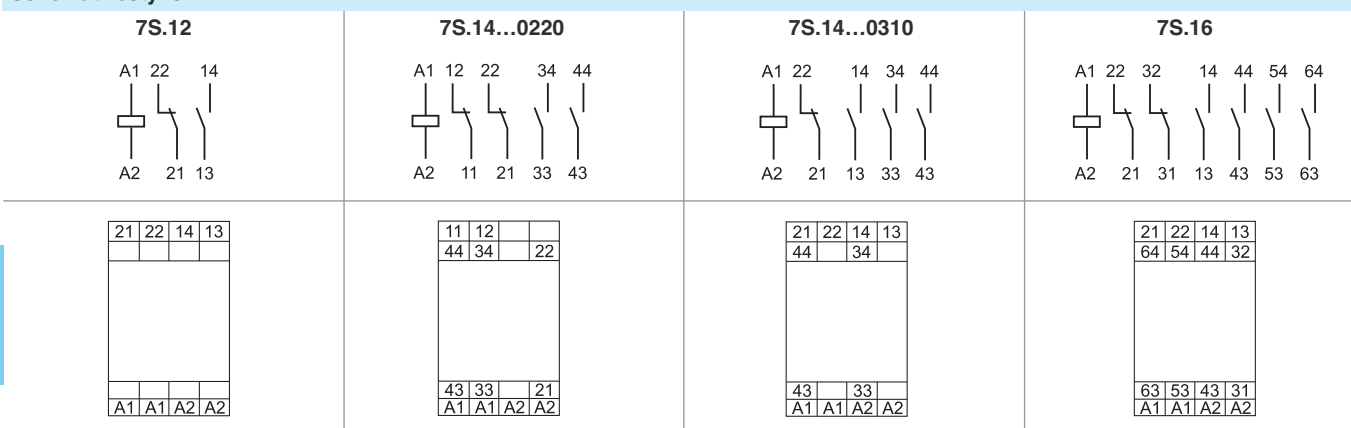 7S.12
7S.14...0220
7S.14...0310
7S.16
A1 22 14
A2 21 13
A1 12 22 34 44
A2 11 21 33 43
A1 22 14 34 44
A2 21 13 33 43
A1 22 32 14 44 54 64
A2 21 31 13 43 53 63
21 22 14 13
A1 A1 A2 A2
11 12
44 34 22
43 33 21
A1 A1 A2 A2
21 22 14 13
44 34
43 33
A1 A1 A2 A2
21 22 14 13
64 54 44 32
63 53 43 31
A1 A1 A2 A2